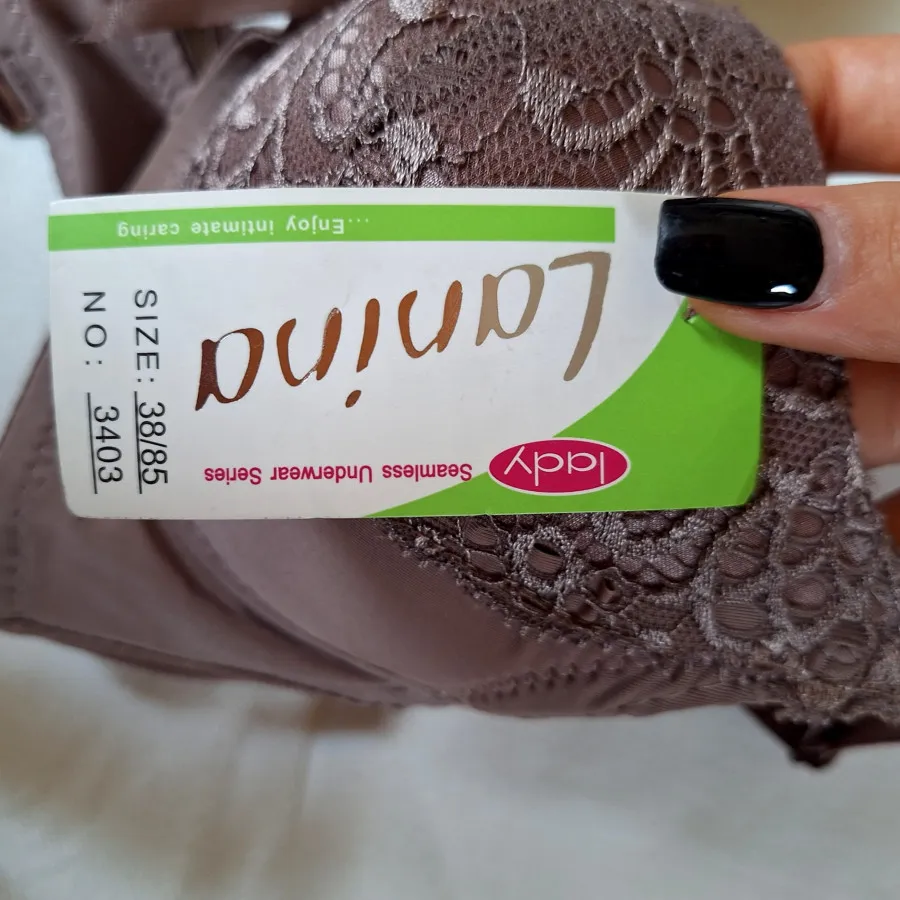 lady
Seamless Underwear Series
Lanina
...Enjoy intimate caring
SIZE: 38/85
NO: 3403